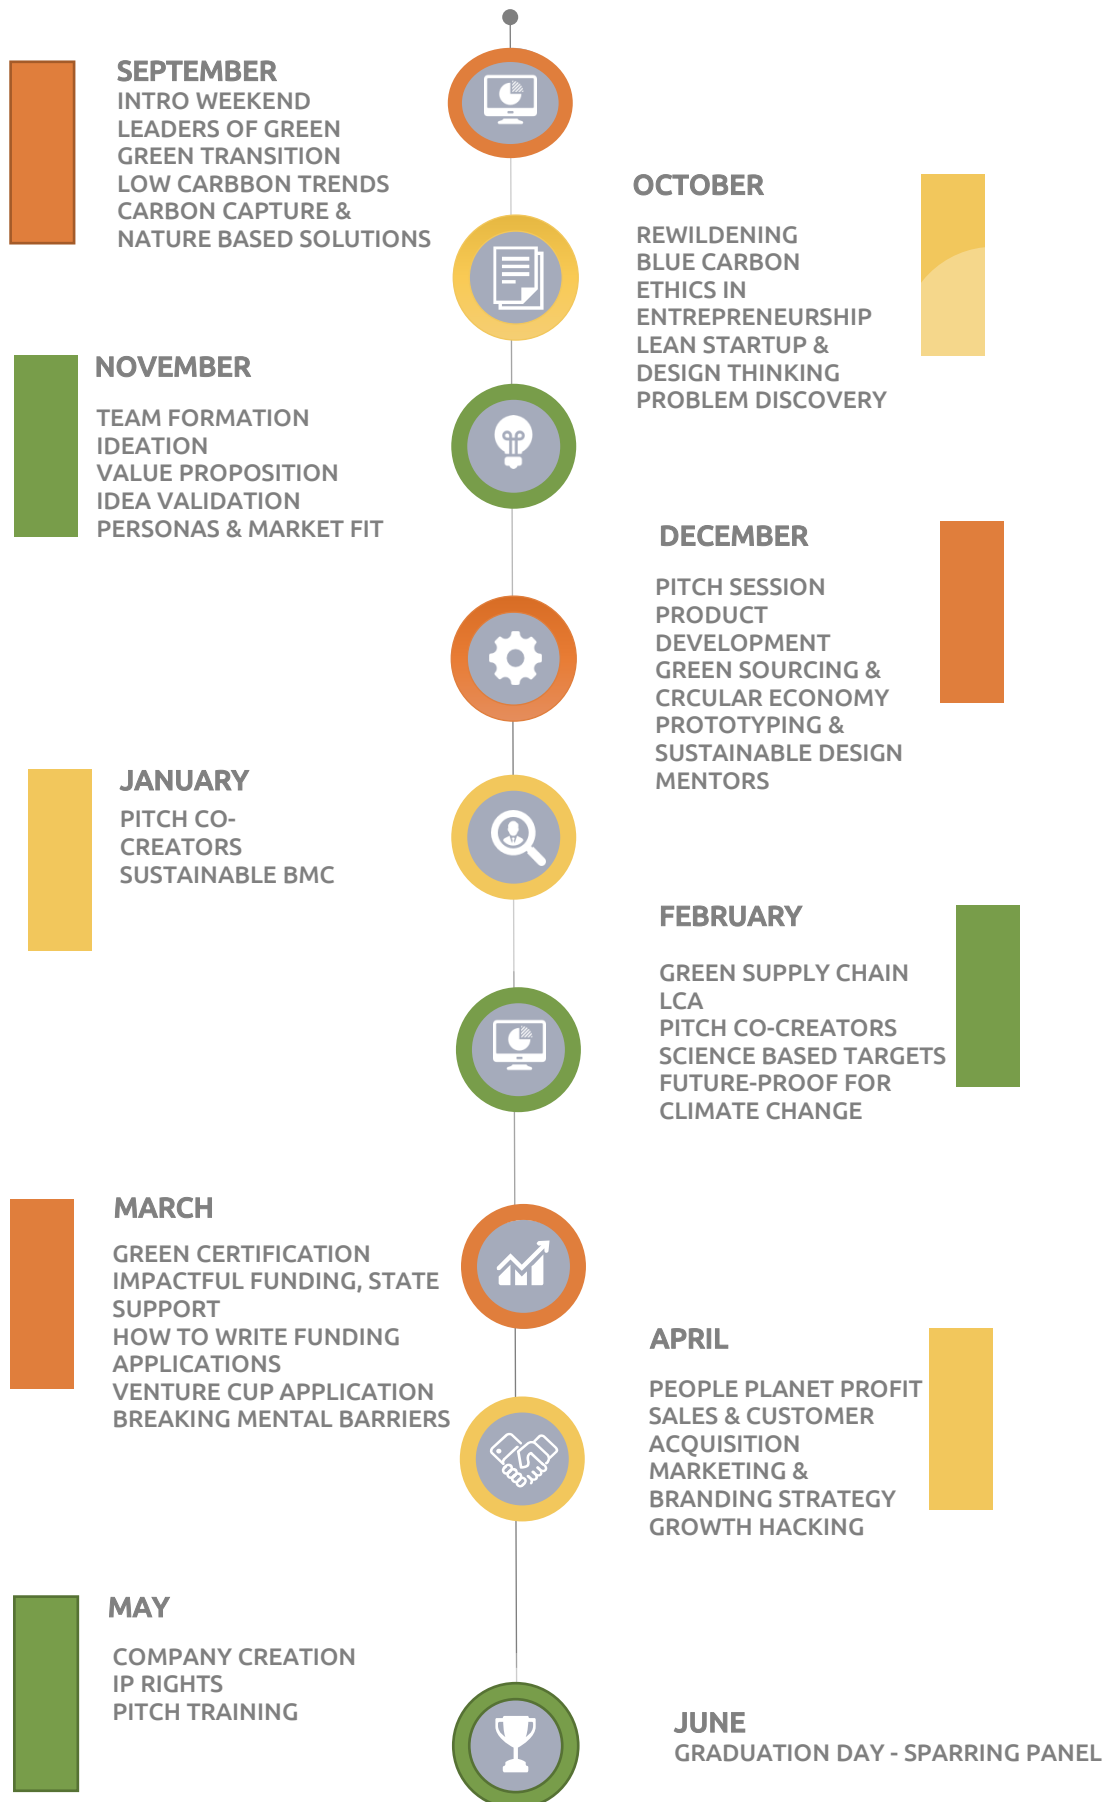 SEPTEMBER
INTRO WEEKEND
LEADERS OF GREEN
GREEN TRANSITION
LOW CARBBON TRENDS
CARBON CAPTURE &
NATURE BASED SOLUTIONS
OCTOBER
REWILDENING
BLUE CARBON
ETHICS IN
ENTREPRENEURSHIP
LEAN STARTUP &
DESIGN THINKING
PROBLEM DISCOVERY
NOVEMBER
TEAM FORMATION
IDEATION
VALUE PROPOSITION
IDEA VALIDATION
PERSONAS & MARKET FIT
DECEMBER
PITCH SESSION
PRODUCT
DEVELOPMENT
GREEN SOURCING &
CRCULAR ECONOMY
PROTOTYPING &
SUSTAINABLE DESIGN
MENTORS
JANUARY
PITCH CO-
CREATORS
SUSTAINABLE BMC
FEBRUARY
GREEN SUPPLY CHAIN
LCA
PITCH CO-CREATORS
SCIENCE BASED TARGETS
FUTURE-PROOF FOR
CLIMATE CHANGE
MARCH
GREEN CERTIFICATION
IMPACTFUL FUNDING, STATE
SUPPORT
HOW TO WRITE FUNDING
APPLICATIONS
VENTURE CUP APPLICATION
BREAKING MENTAL BARRIERS
APRIL
PEOPLE PLANET PROFIT
SALES & CUSTOMER
ACQUISITION
MARKETING &
BRANDING STRATEGY
GROWTH HACKING
MAY
COMPANY CREATION
IP RIGHTS
PITCH TRAINING
JUNE
GRADUATION DAY - SPARRING PANEL